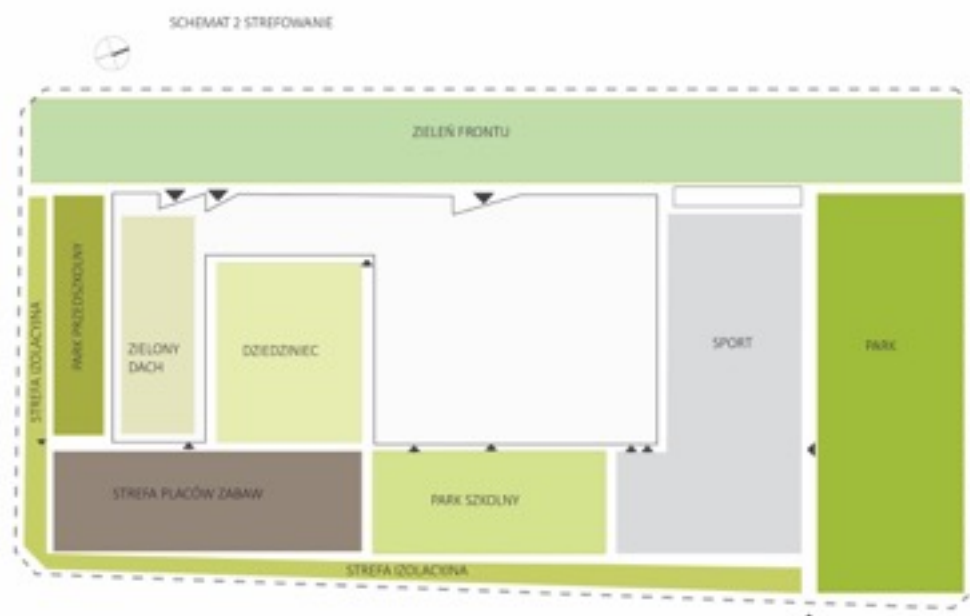 SCHEMAT 2 STREFOWANIE
ZIELEŃ FRONTU
STREFA IZOLACYJNA
PARK PRZEDSZKOLNY
ZIELONY
DACH
DZIEDZINIEC
SPORT
PARK
STREFA PLACÓW ZABAW
PARK SZKOLNY
STREFA IZOLACYJNA